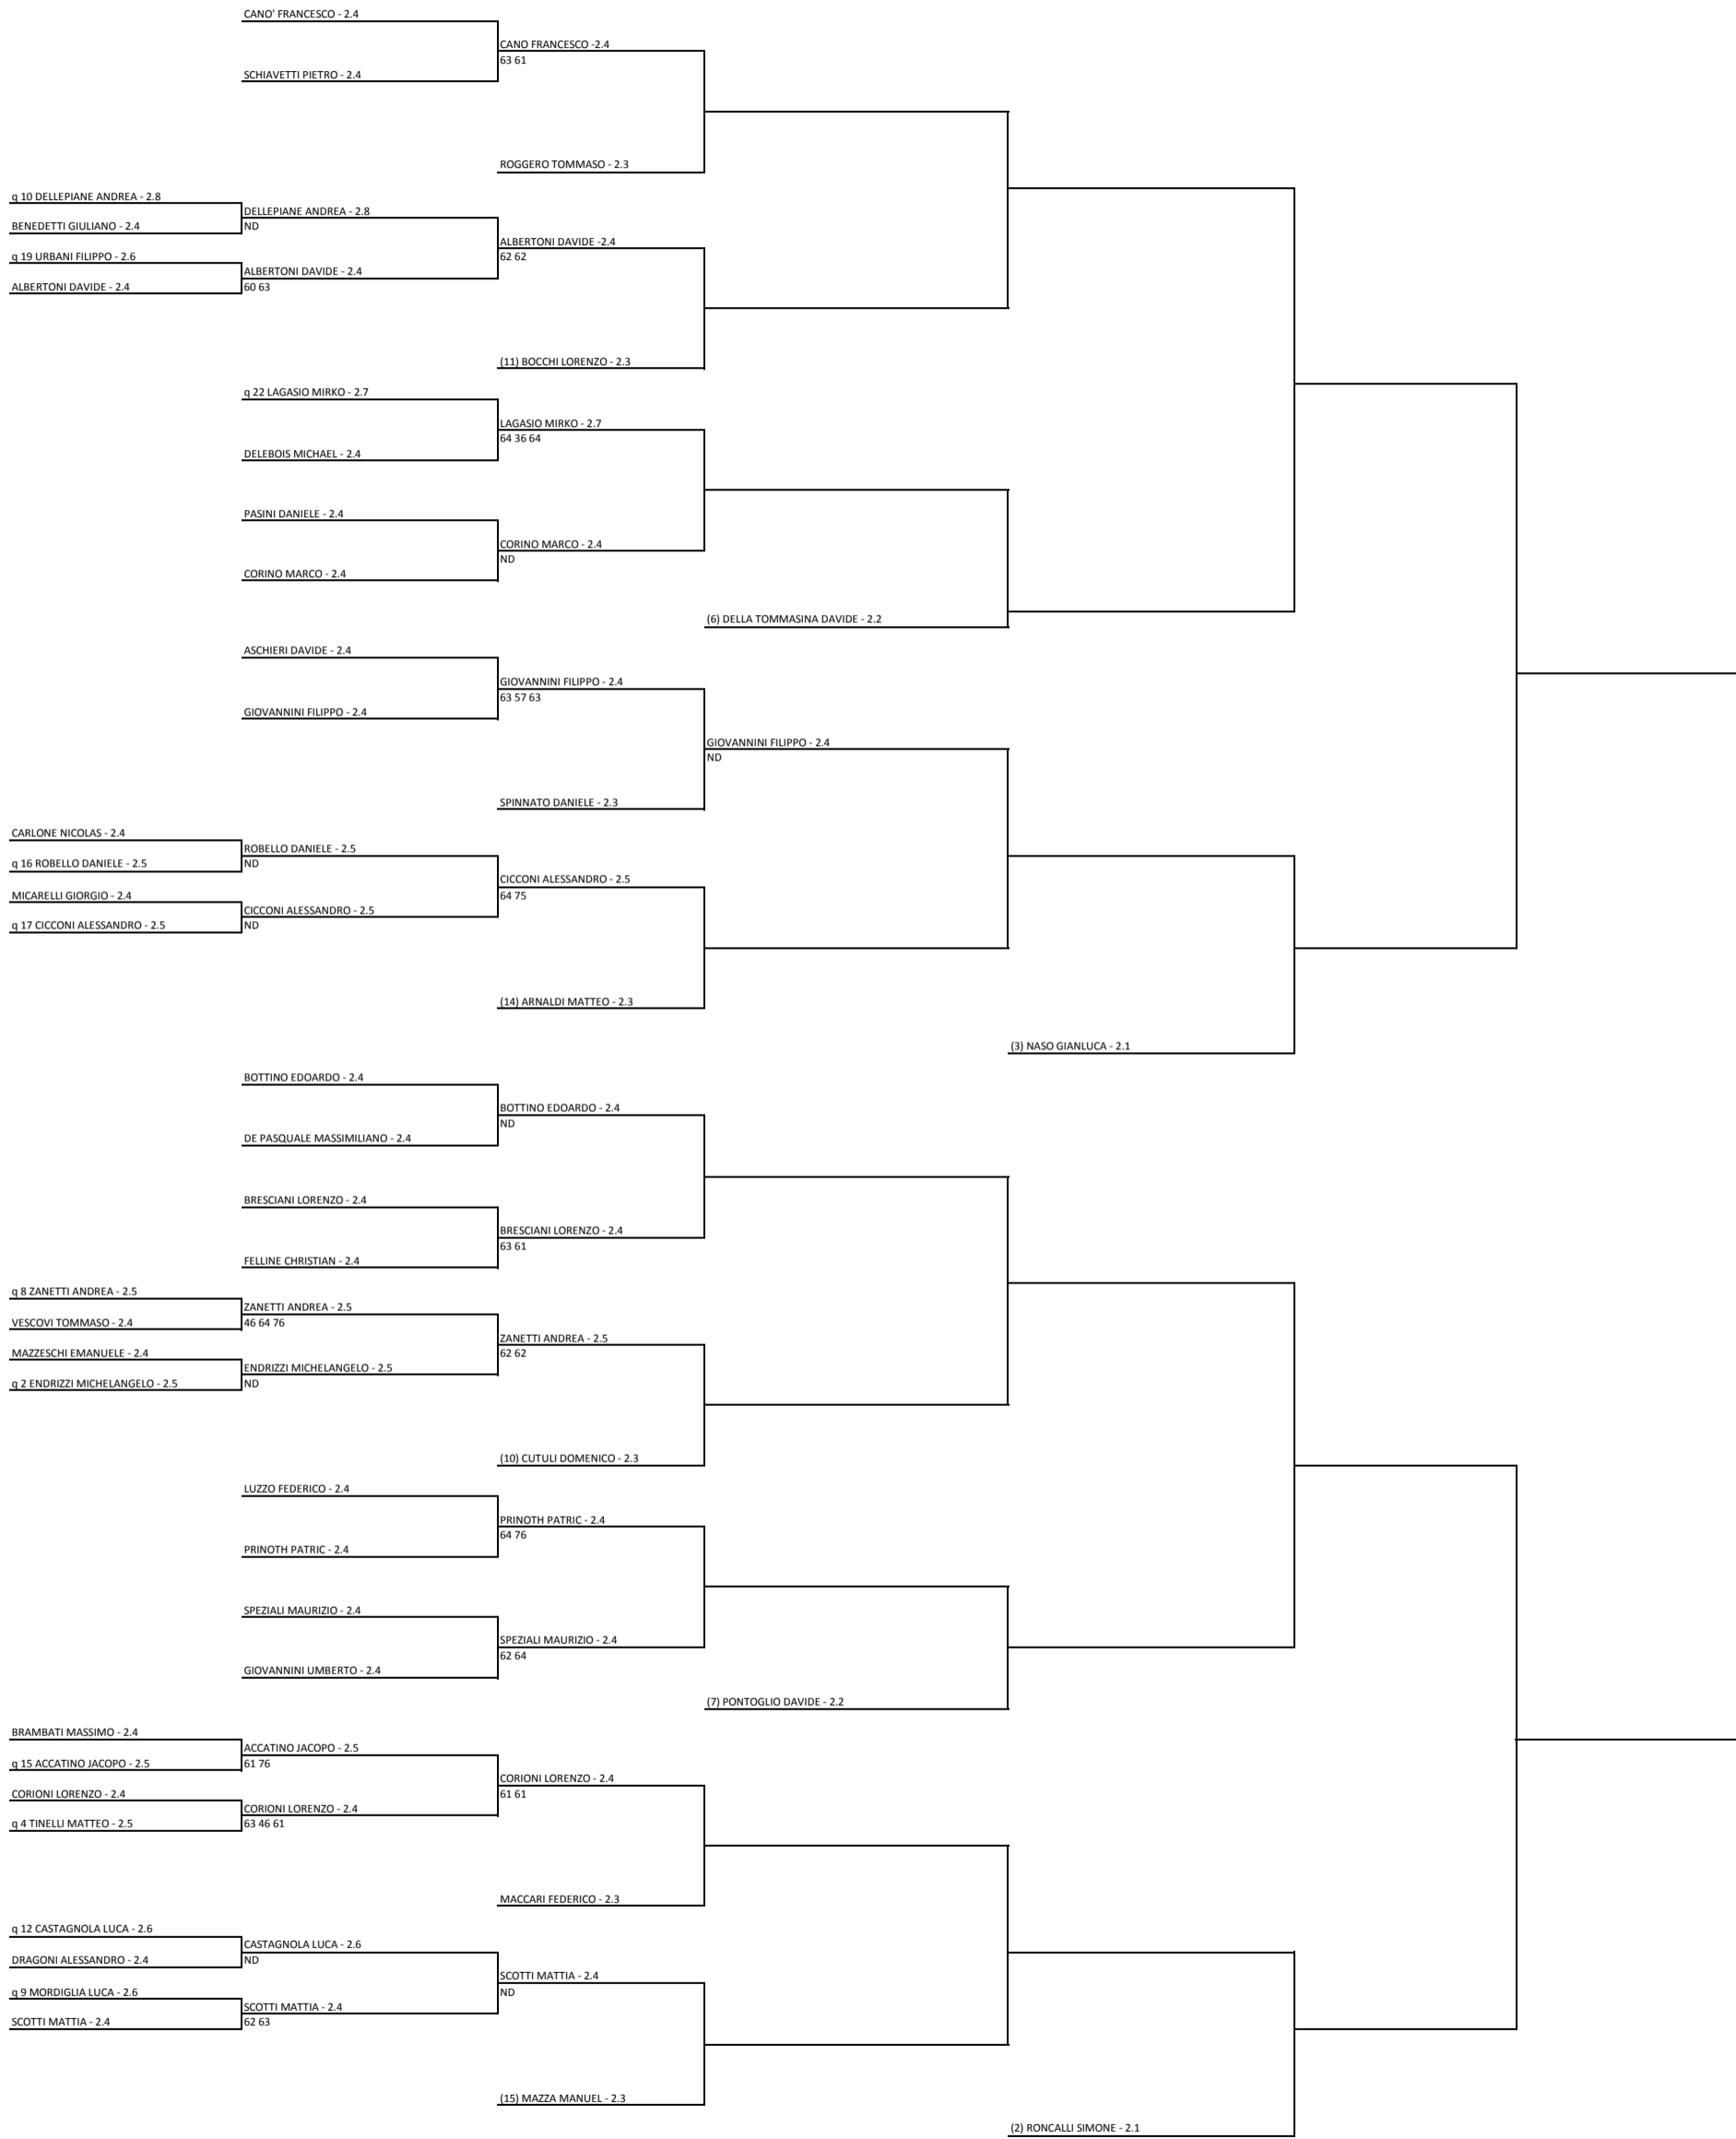 CANO' FRANCESCO - 2.4
CANO FRANCESCO -2.4
63 61
SCHIAVETTI PIETRO - 2.4
ROGGERO TOMMASO - 2.3
q 10 DELLEPIANE ANDREA - 2.8
DELLEPIANE ANDREA - 2.8
BENEDETTI GIULIANO - 2.4
ND
ALBERTONI DAVIDE -2.4
62 62
q 19 URBANI FILIPPO - 2.6
ALBERTONI DAVIDE - 2.4
ALBERTONI DAVIDE - 2.4
60 63
(11) BOCCHI LORENZO - 2.3
q 22 LAGASIO MIRKO - 2.7
LAGASIO MIRKO - 2.7
64 36 64
DELEBOIS MICHAEL - 2.4
PASINI DANIELE - 2.4
CORINO MARCO - 2.4
ND
CORINO MARCO - 2.4
(6) DELLA TOMMASINA DAVIDE - 2.2
ASCHIERI DAVIDE - 2.4
GIOVANNINI FILIPPO - 2.4
63 57 63
GIOVANNINI FILIPPO - 2.4
GIOVANNINI FILIPPO - 2.4
ND
SPINNATO DANIELE - 2.3
CARLONE NICOLAS - 2.4
ROBELLO DANIELE - 2.5
q 16 ROBELLO DANIELE - 2.5
ND
CICCONI ALESSANDRO - 2.5
64 75
MICARELLI GIORGIO - 2.4
CICCONI ALESSANDRO - 2.5
q 17 CICCONI ALESSANDRO - 2.5
ND
(14) ARNALDI MATTEO - 2.3
(3) NASO GIANLUCA - 2.1
BOTTINO EDOARDO - 2.4
BOTTINO EDOARDO - 2.4
ND
DE PASQUALE MASSIMILIANO - 2.4
BRESCIANI LORENZO - 2.4
BRESCIANI LORENZO - 2.4
63 61
FELLINE CHRISTIAN - 2.4
q 8 ZANETTI ANDREA - 2.5
ZANETTI ANDREA - 2.5
VESCOVI TOMMASO - 2.4
46 64 76
ZANETTI ANDREA - 2.5
62 62
MAZZESCHI EMANUELE - 2.4
ENDRIZZI MICHELANGELO - 2.5
q 2 ENDRIZZI MICHELANGELO - 2.5
ND
(10) CUTULI DOMENICO - 2.3
LUZZO FEDERICO - 2.4
PRINOTH PATRIC - 2.4
64 76
PRINOTH PATRIC - 2.4
SPEZIALI MAURIZIO - 2.4
SPEZIALI MAURIZIO - 2.4
62 64
GIOVANNINI UMBERTO - 2.4
(7) PONTOGLIO DAVIDE - 2.2
BRAMBATI MASSIMO - 2.4
ACCATINO JACOPO - 2.5
q 15 ACCATINO JACOPO - 2.5
61 76
CORIONI LORENZO - 2.4
61 61
CORIONI LORENZO - 2.4
CORIONI LORENZO - 2.4
q 4 TINELLI MATTEO - 2.5
63 46 61
MACCARI FEDERICO - 2.3
q 12 CASTAGNOLA LUCA - 2.6
CASTAGNOLA LUCA - 2.6
DRAGONI ALESSANDRO - 2.4
ND
SCOTTI MATTIA - 2.4
ND
q 9 MORDIGLIA LUCA - 2.6
SCOTTI MATTIA - 2.4
SCOTTI MATTIA - 2.4
62 63
(15) MAZZA MANUEL - 2.3
(2) RONCALLI SIMONE - 2.1